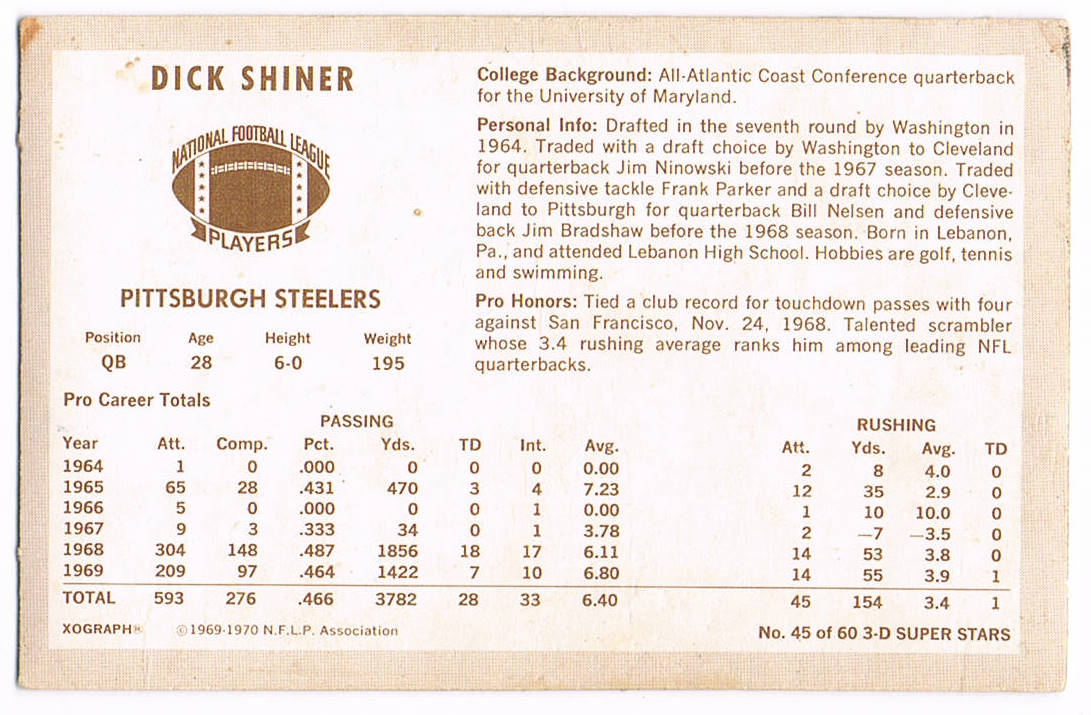 DICK SHINER
NATIONAL FOOTBALL LEAGUE
PLAYERS
PITTSBURGH STEELERS
Position Age Height Weight
QB 28 6-0 195
College Background: All-Atlantic Coast Conference quarterback
for the University of Maryland.
Personal Info: Drafted in the seventh round by Washington in
1964. Traded with a draft choice by Washington to Cleveland
for quarterback Jim Ninowski before the 1967 season. Traded
with defensive tackle Frank Parker and a draft choice by Cleve-
land to Pittsburgh for quarterback Bill Nelsen and defensive
back Jim Bradshaw before the 1968 season. Born in Lebanon,
Pa., and attended Lebanon High School. Hobbies are golf, tennis
and swimming.
Pro Honors: Tied a club record for touchdown passes with four
against San Francisco, Nov. 24, 1968. Talented scrambler
whose 3.4 rushing average ranks him among leading NFL
quarterbacks.
Pro Career Totals
PASSING RUSHING
Year Att. Comp. Pct. Yds. TD Int. Avg. Att. Yds. Avg. TD
1964 1 0 .000 0 0 0 0.00 2 8 4.0 0
1965 65 28 .431 470 3 4 7.23 12 35 2.9 0
1966 5 0 .000 0 0 1 0.00 1 10 10.0 0
1967 9 3 .333 34 0 1 3.78 2 —7 —3.5 0
1968 304 148 .487 1856 18 17 6.11 14 53 3.8 0
1969 209 97 .464 1422 7 10 6.80 14 55 3.9 1
TOTAL 593 276 .466 3782 28 33 6.40 45 154 3.4 1
XOGRAPH® ©1969-1970 N.F.L.P. Association No. 45 of 60 3-D SUPER STARS